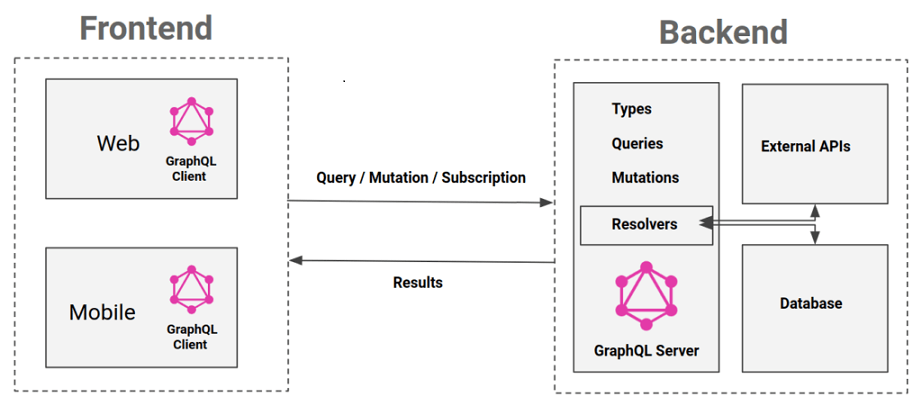 Frontend
Backend
Web
GraphQL
Client
Mobile
GraphQL
Client
Query / Mutation / Subscription
Results
Types
Queries
Mutations
Resolvers
GraphQL Server
External APIs
Database